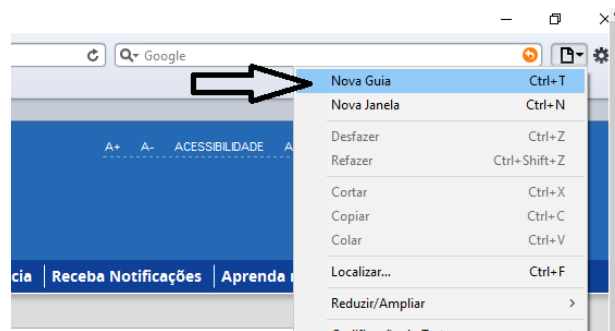 Google
Nova Guia Ctrl+T
Nova Janela Ctrl+N
Desfazer Ctrl+Z
Refazer Ctrl+Shift+Z
Cortar Ctrl+X
Copiar Ctrl+C
Colar Ctrl+V
Localizar... Ctrl+F
Reduzir/Ampliar
A+ A- ACESSIBILIDADE A
cia Receba Notificações Aprenda